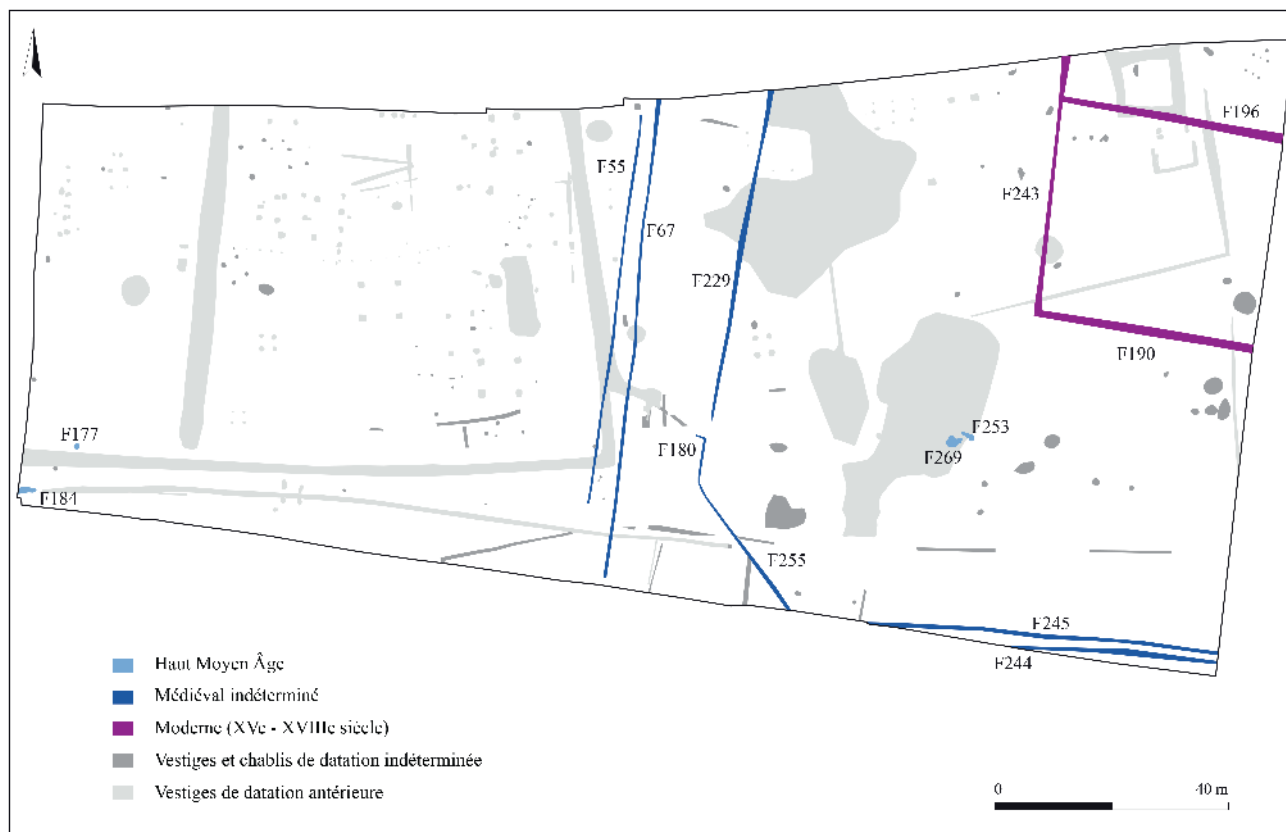 F196
F55
F243
F67
F229
F190
F177
F180
F253
F269
F184
F255
F245
F244
Haut Moyen Âge
Médiéval indéterminé
Moderne (XVe - XVIIIe siècle)
Vestiges et chablis de datation indéterminée
Vestiges de datation antérieure
0 40 m